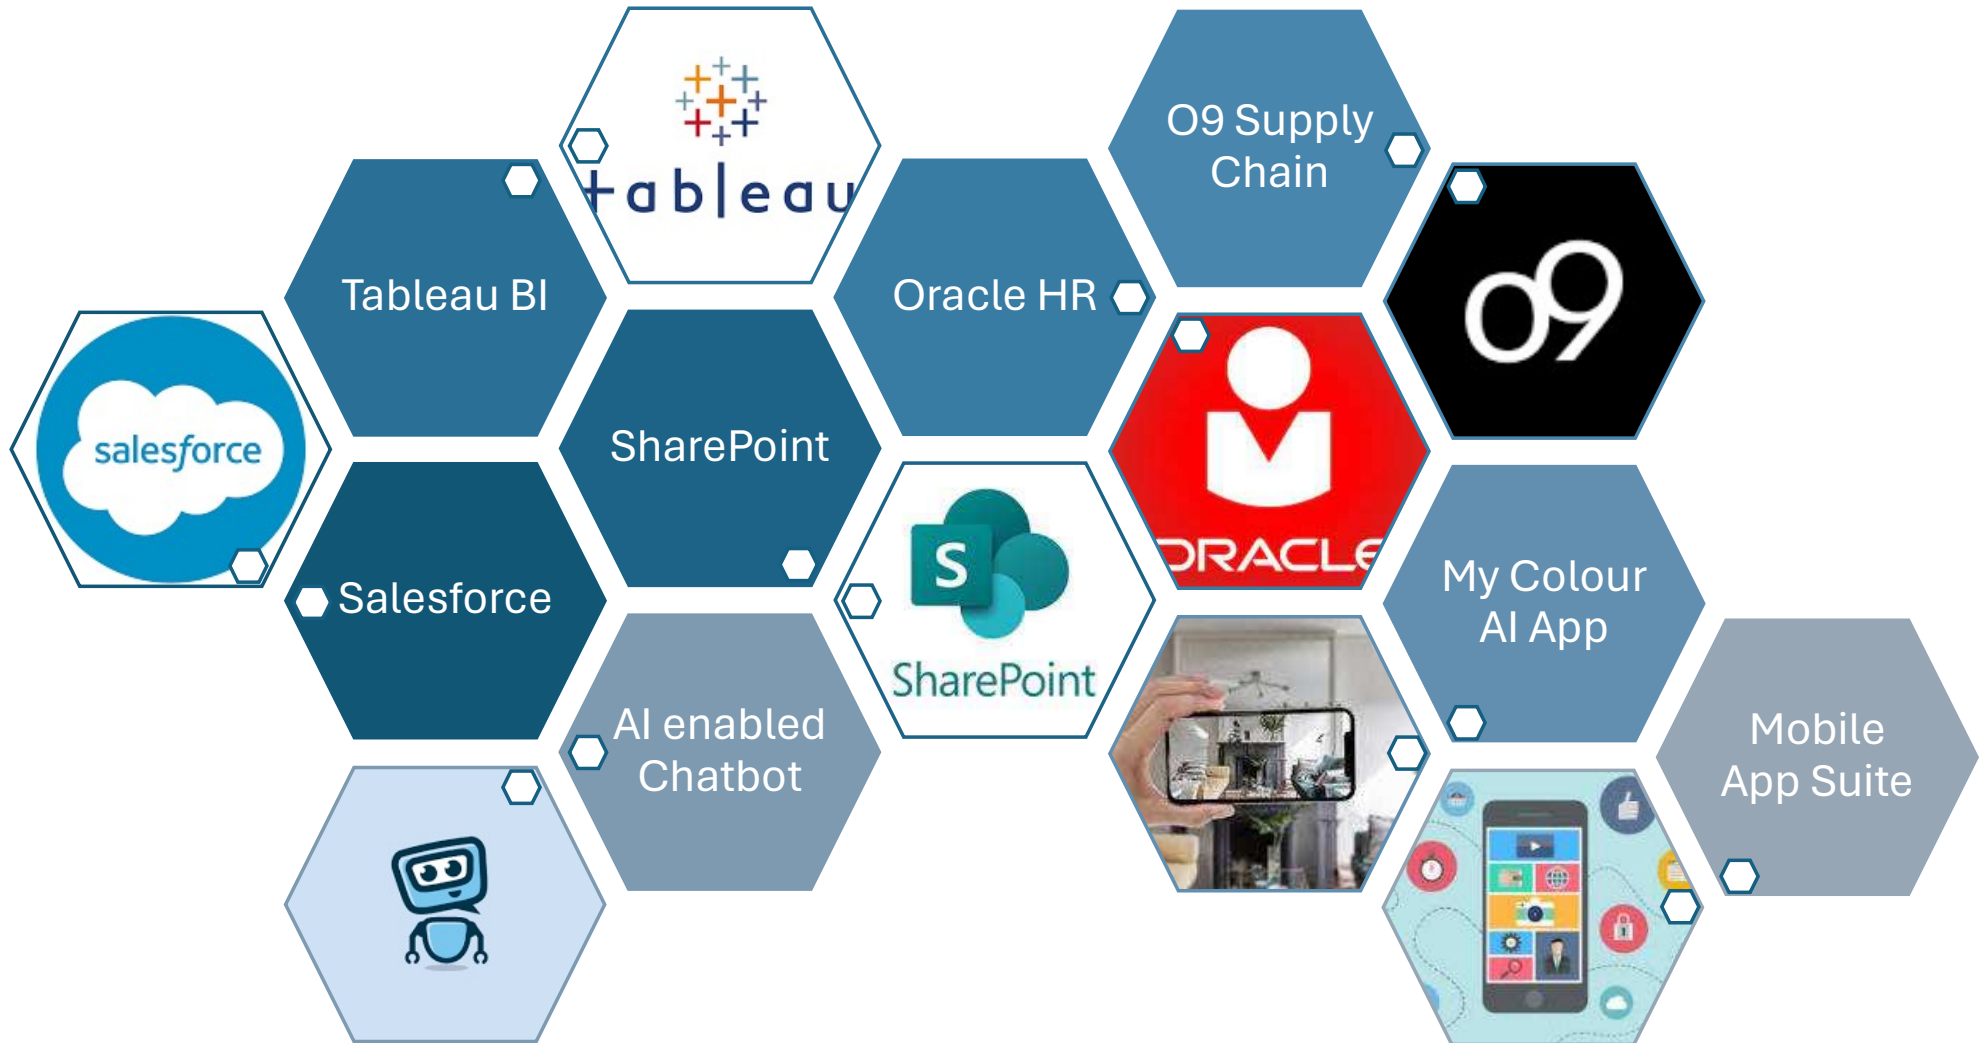 tableau
O9 Supply
Chain
Tableau BI
Oracle HR
o9
salesforce
SharePoint
Salesforce
S
SharePoint
ORACLE
My Colour
AI App
AI enabled
Chatbot
Mobile
App Suite